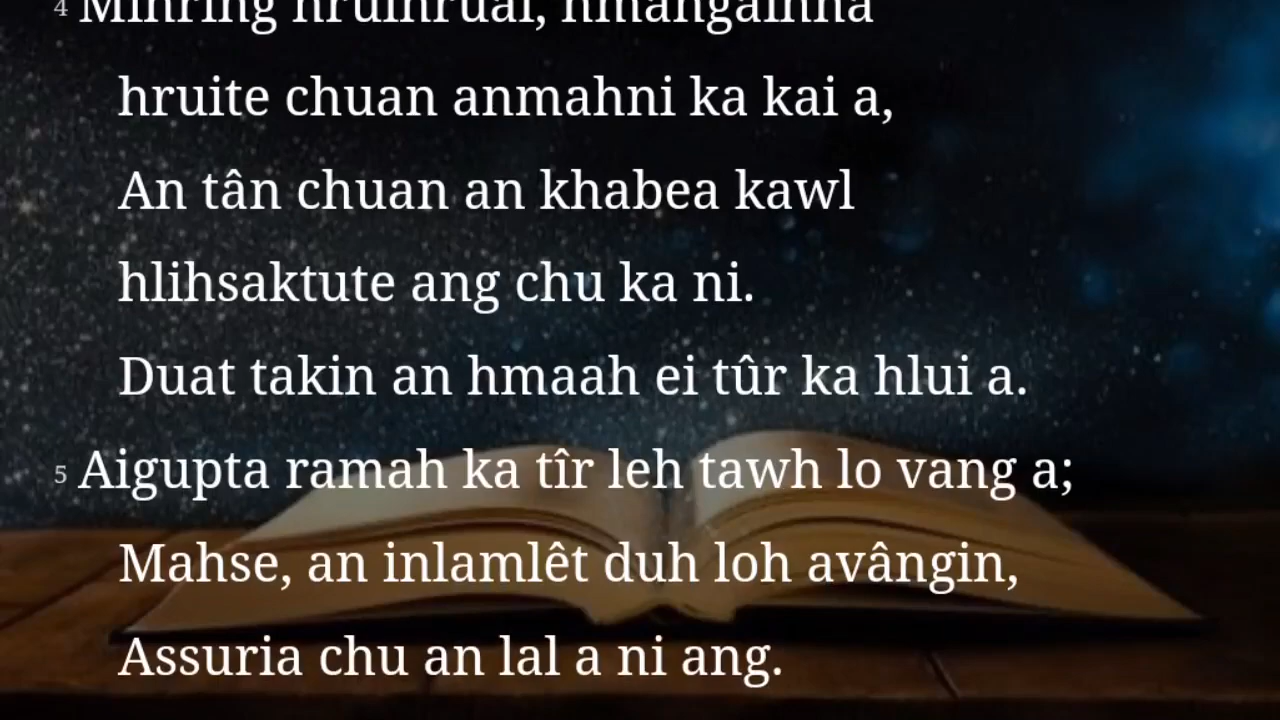 4 Mihring hruihruai, hmangaihna
hruite chuan anmahni ka kai a,
An tân chuan an khabea kawl
hlihsaktute ang chu ka ni.
Duat takin an hmaah ei tûr ka hlui a.
5 Aigupta ramah ka tîr leh tawh lo vang a;
Mahse, an inlamlêt duh loh avângin,
Assuria chu an lal a ni ang.